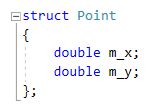 struct Point
{
    double m_x;
    double m_y;
};